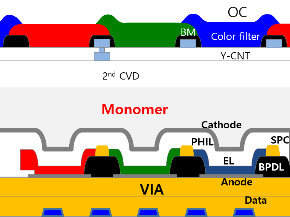 OC
BM
Color filter
Y-CNT
2nd CVD
Monomer
Cathode
PHIL
SPC
EL
BPDL
Anode
VIA
Data